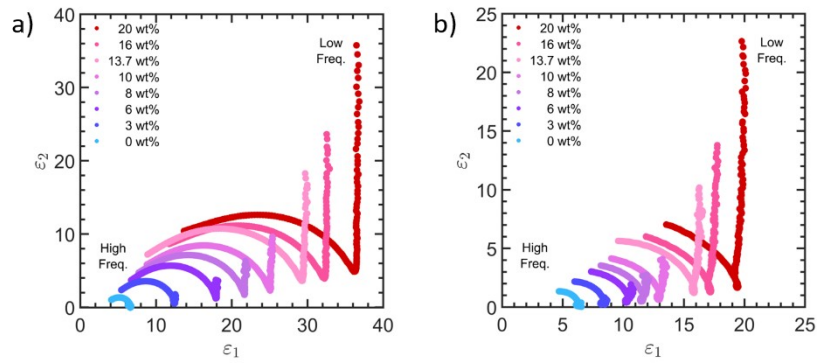 a)
40
30
20
10
0
ε2
20 wt%
16 wt%
13.7 wt%
10 wt%
8 wt%
6 wt%
3 wt%
0 wt%
Low
Freq.
High
Freq.
0 10 20 30 40
ε1
b)
25
20
15
10
5
0
ε2
20 wt%
16 wt%
13.7 wt%
10 wt%
8 wt%
6 wt%
3 wt%
0 wt%
Low
Freq.
High
Freq.
0 5 10 15 20 25
ε1